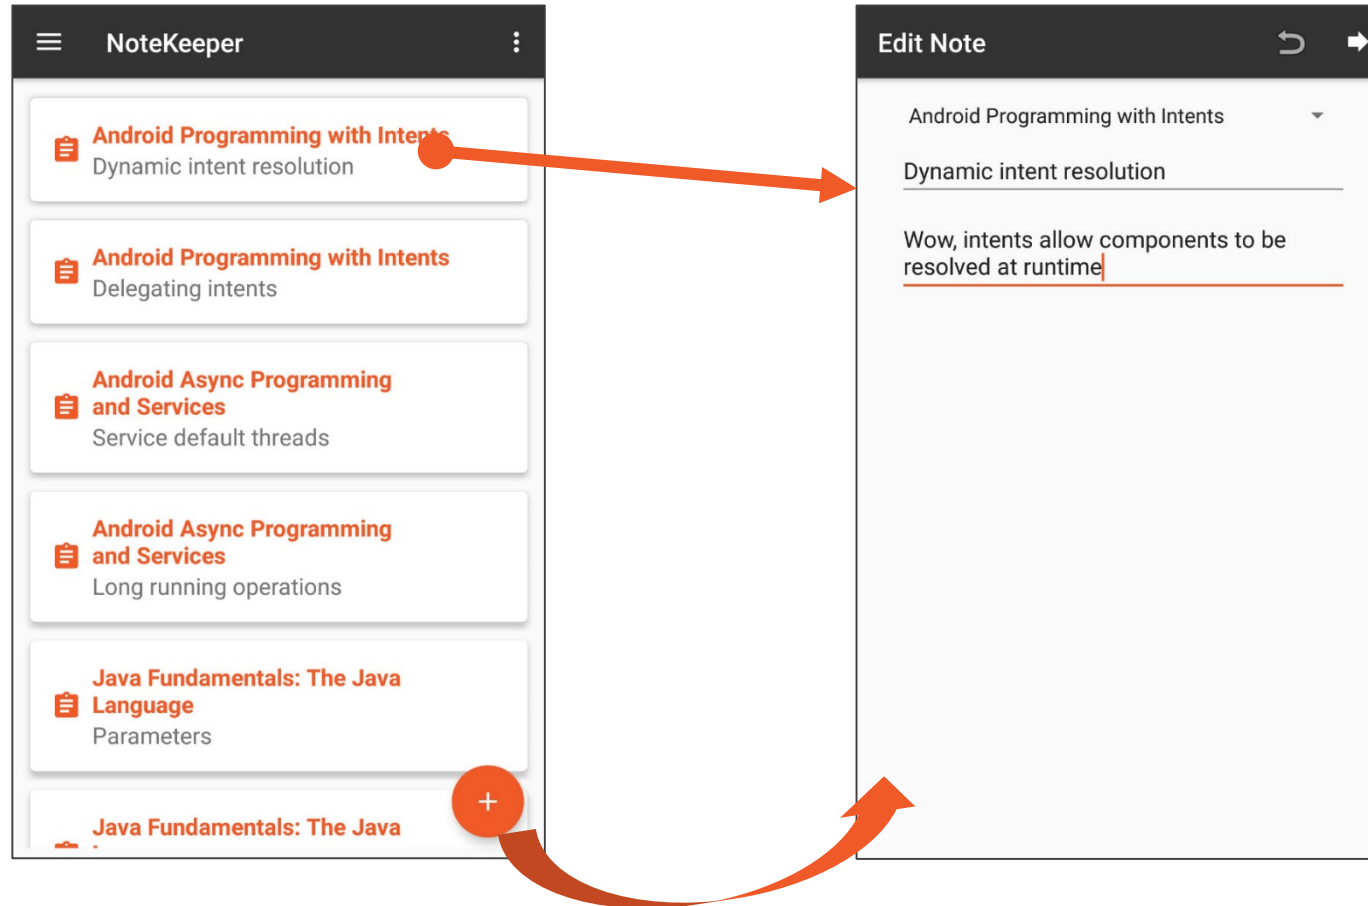 NoteKeeper
Android Programming with Intents
Dynamic intent resolution
Android Programming with Intents
Delegating intents
Android Async Programming
and Services
Service default threads
Android Async Programming
and Services
Long running operations
Java Fundamentals: The Java
Language
Parameters
Java Fundamentals: The Java
Edit Note
Android Programming with Intents
Dynamic intent resolution
Wow, intents allow components to be
resolved at runtime